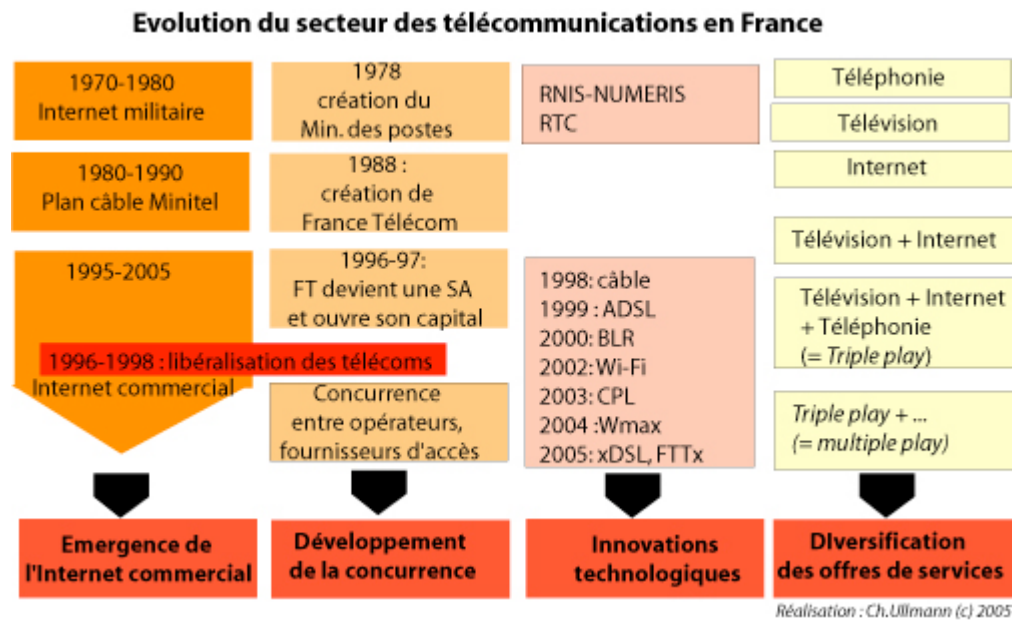 Evolution du secteur des télécommunications en France
1970-1980
Internet militaire
1980-1990
Plan câble Minitel
1995-2005
1996-1998 : libéralisation des télécoms
Internet commercial
Emergence de
l'Internet commercial
1978
création du
Min. des postes
1988 :
création de
France Télécom
1996-97:
FT devient une SA
et ouvre son capital
Concurrence
entre opérateurs,
fournisseurs d'accès
Développement
de la concurrence
RNIS-NUMERIS
RTC
1998: câble
1999 : ADSL
2000: BLR
2002: Wi-Fi
2003: CPL
2004 :Wmax
2005: xDSL, FTTx
Innovations
technologiques
Téléphonie
Télévision
Internet
Télévision + Internet
Télévision + Internet
+ Téléphonie
(= Triple play)
Triple play + ...
(= multiple play)
DIversification
des offres de services
Réalisation : Ch.Ullmann (c) 2005